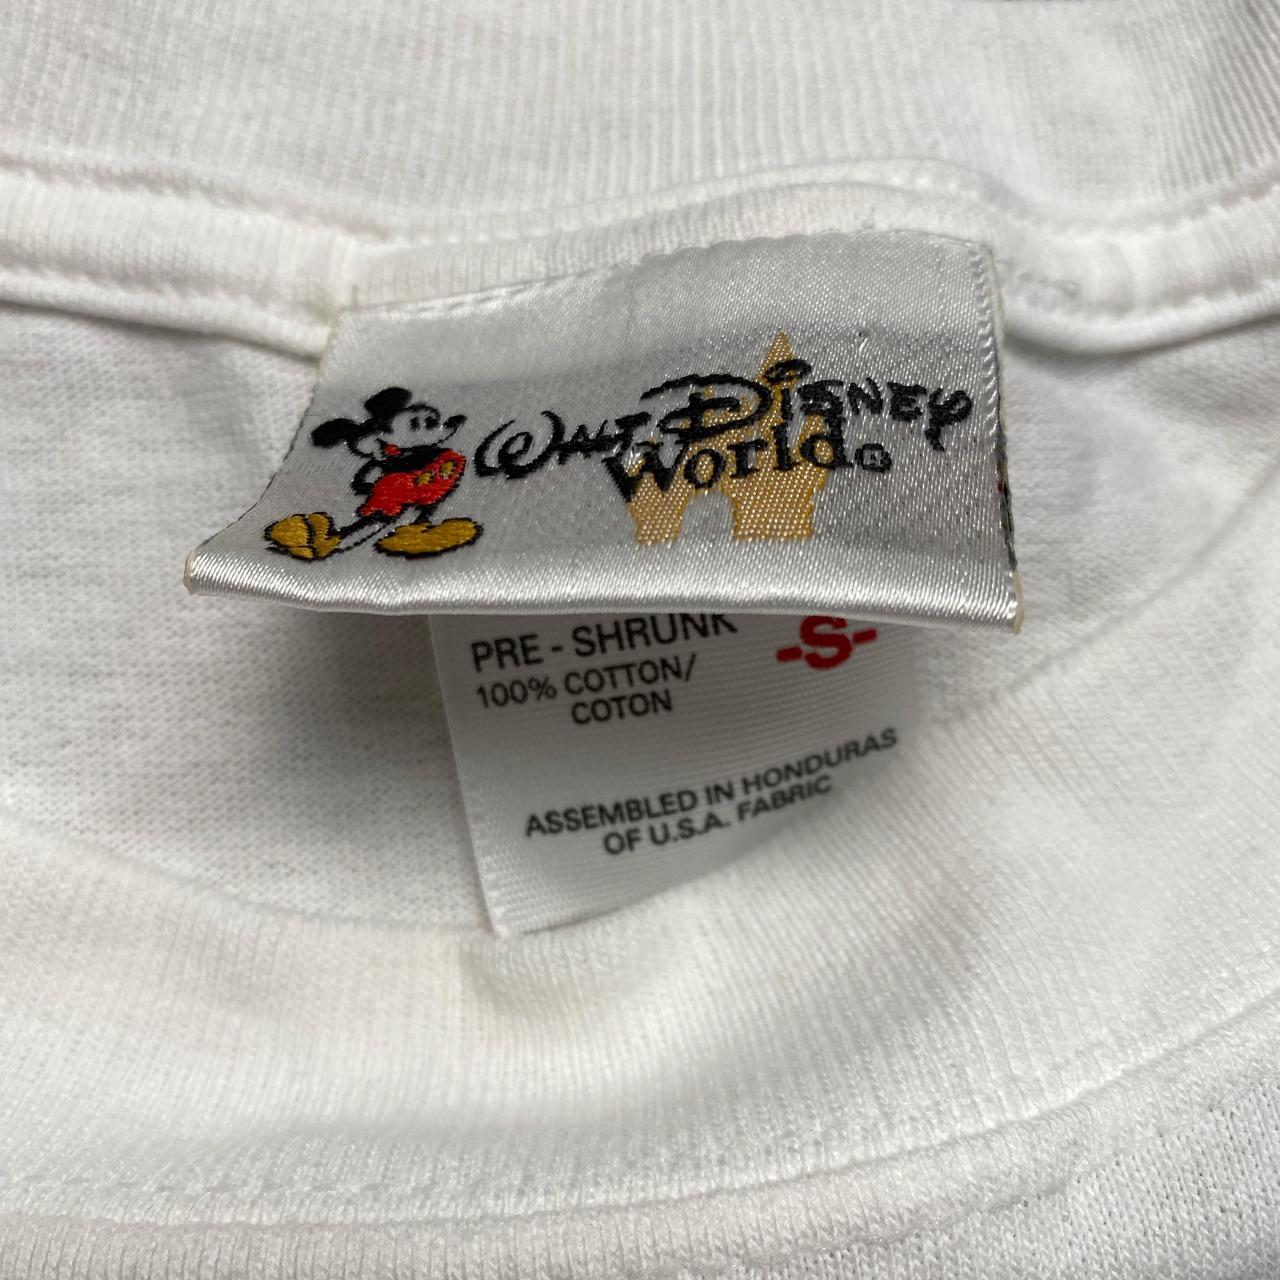 WALT DISNEY
World®
PRE - SHRUNK
-S-
100% COTTON/
COTON
ASSEMBLED IN HONDURAS
OF U.S.A. FABRIC